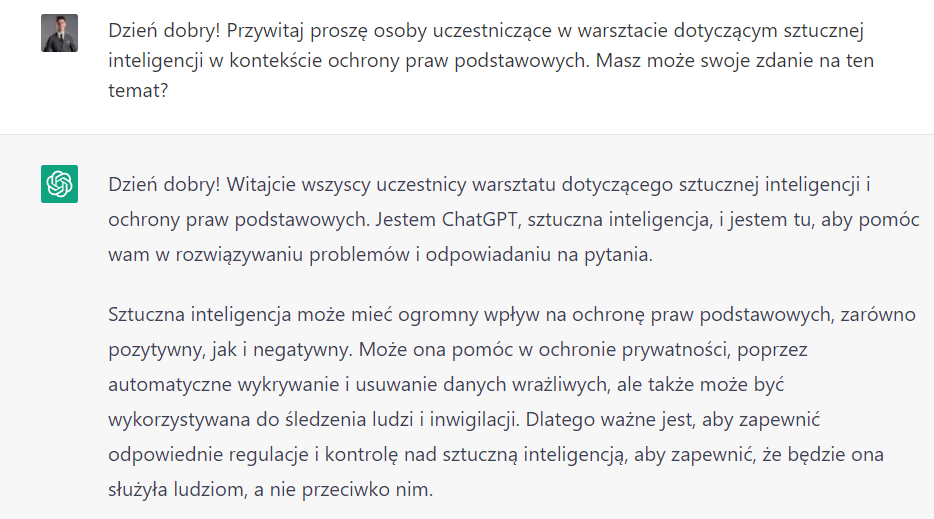 Dzień dobry! Przywitaj proszę osoby uczestniczące w warsztacie dotyczącym sztucznej
inteligencji w kontekście ochrony praw podstawowych. Masz może swoje zdanie na ten
temat?
Dzień dobry! Witajcie wszyscy uczestnicy warsztatu dotyczącego sztucznej inteligencji i
ochrony praw podstawowych. Jestem ChatGPT, sztuczna inteligencja, i jestem tu, aby pomóc
wam w rozwiązywaniu problemów i odpowiadaniu na pytania.
Sztuczna inteligencja może mieć ogromny wpływ na ochronę praw podstawowych, zarówno
pozytywny, jak i negatywny. Może ona pomóc w ochronie prywatności, poprzez
automatyczne wykrywanie i usuwanie danych wrażliwych, ale także może być
wykorzystywana do śledzenia ludzi i inwigilacji. Dlatego ważne jest, aby zapewnić
odpowiednie regulacje i kontrolę nad sztuczną inteligencją, aby zapewnić, że będzie ona
służyła ludziom, a nie przeciwko nim.